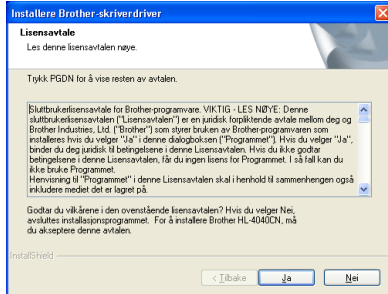 Installere Brother-skriverdriver
Lisensavtale
Les denne lisensavtalen nøye.
Trykk PGDN for å vise resten av avtalen.
Sluttbrukerlisensavtale for Brother-programvare. VIKTIG - LES NØYE: Denne
sluttbrukerlisensavtalen ("Lisensavtalen") er en juridisk forpliktende avtale mellom deg og
Brother Industries, Ltd. ("Brother") som styrer bruken av Brother-programvaren som
installeres hvis du velger "Ja" i denne dialogboksen ("Programmet"). Hvis du velger "Ja",
binder du deg juridisk til betingelsene i denne Lisensavtalen. Hvis du ikke godtar
betingelsene i denne Lisensavtalen, får du ingen lisens for Programmet. I så fall kan du
ikke bruke Programmet.
Henvisning til "Programmet" i denne Lisensavtalen skal i henhold til sammenhengen også
inkludere mediet det er lagret på.
Godtar du vilkårene i den ovenstående lisensavtalen? Hvis du velger Nei,
avsluttes installasjonsprogrammet. For å installere Brother HL-4040CN, må
du akseptere denne avtalen.
InstallShield
< Tilbake
Ja
Nei